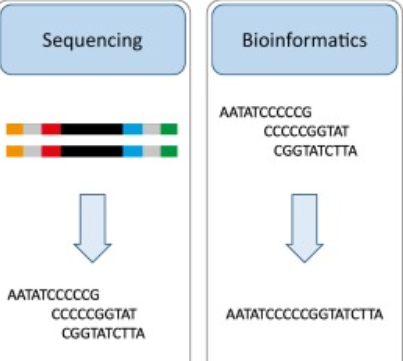 Sequencing
AATATCCCCCG
CCCCCGGTAT
CGGTATCTTA
Bioinformatics
AATATCCCCCG
CCCCCGGTAT
CGGTATCTTA
AATATCCCCCGGTATCTTA